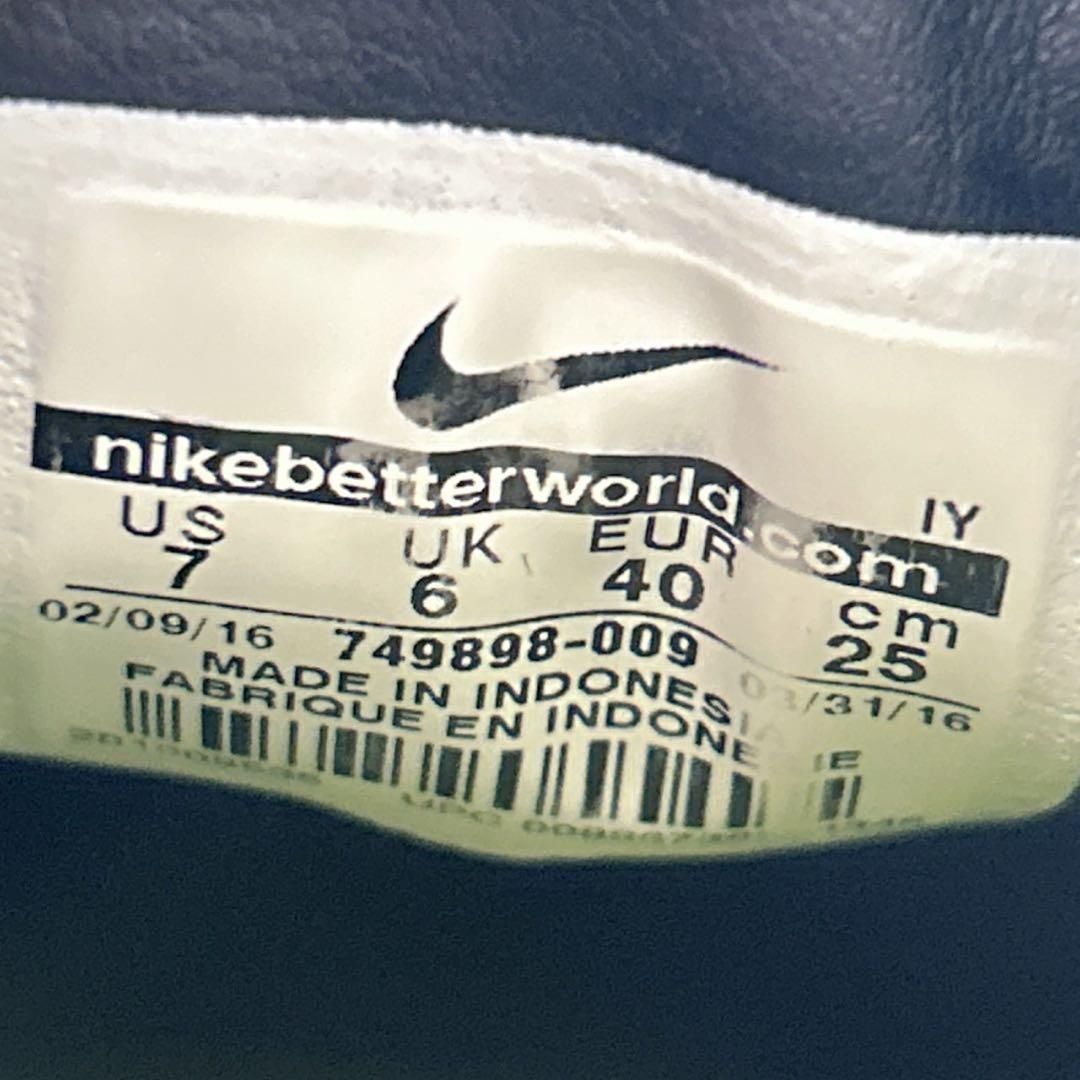 nikebetterworld.com
IY
US UK EUR cm
7 6 40 25
02/09/16 749898-009 03/31/16
MADE IN INDONESIA
FABRIQUE EN
UPC